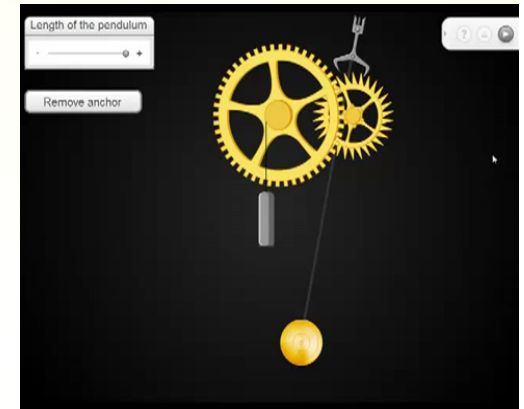 Length of the pendulum
- +
Remove anchor
?